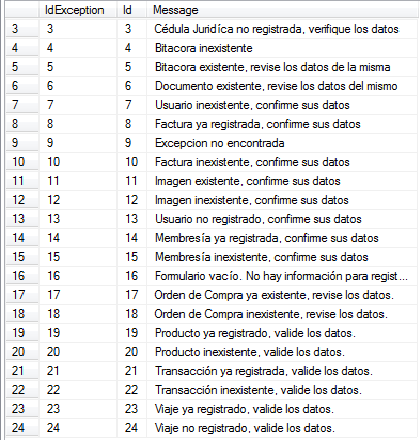 IdException Id Message
3 3 3 Cédula Juridíca no registrada, verifique los datos
4 4 4 Bitacora inexistente
5 5 5 Bitacora existente, revise los datos de la misma
6 6 6 Documento existente, revise los datos del mismo
7 7 7 Usuario inexistente, confirme sus datos
8 8 8 Factura ya registrada, confirme sus datos
9 9 9 Excepcion no encontrada
10 10 10 Factura inexistente, confirme sus datos
11 11 11 Imagen existente, confirme sus datos
12 12 12 Imagen inexistente, confirme sus datos
13 13 13 Usuario no registrado, confirme sus datos
14 14 14 Membresía ya registrada, confirme sus datos
15 15 15 Membresía inexistente, confirme sus datos
16 16 16 Formulario vacío. No hay información para regist...
17 17 17 Orden de Compra ya existente, revise los datos.
18 18 18 Orden de Compra inexistente, revise los datos.
19 19 19 Producto ya registrado, valide los datos.
20 20 20 Producto inexistente, valide los datos.
21 21 21 Transacción ya registrada, valide los datos.
22 22 22 Transacción inexistente, valide los datos.
23 23 23 Viaje ya registrado, valide los datos.
24 24 24 Viaje no registrado, valide los datos.